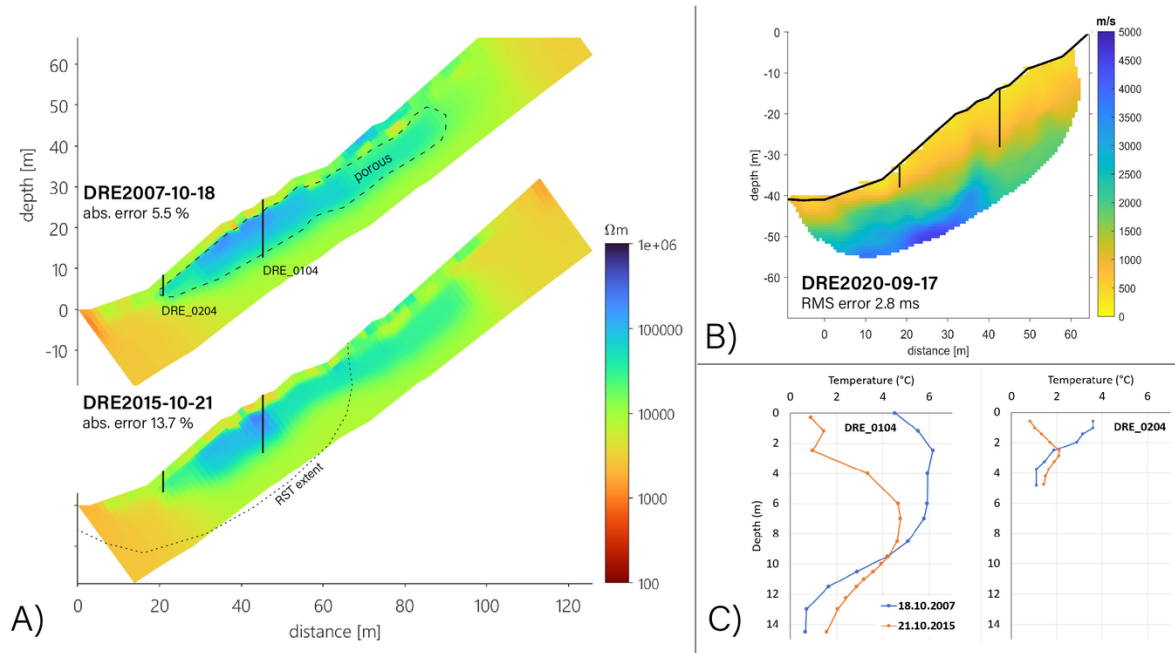 60
50
40
30
20
10
0
-10
depth [m]
DRE2007-10-18
abs. error 5.5 %
porous
DRE_0104
DRE_0204
DRE2015-10-21
abs. error 13.7 %
RST extent
Ωm
1e+06
100000
10000
1000
100
0 20 40 60 80 100 120
distance [m]
A)
m/s
0
-10
-20
-30
-40
-50
-60
depth [m]
5000
4500
4000
3500
3000
2500
2000
1500
1000
500
0
DRE2020-09-17
RMS error 2.8 ms
0 10 20 30 40 50 60
distance [m]
B)
Temperature (°C)
0 2 4 6
DRE_0104
0
2
4
6
8
10
12
14
Depth (m)
18.10.2007
21.10.2015
Temperature (°C)
0 2 4 6
DRE_0204
0
2
4
6
8
10
12
14
C)